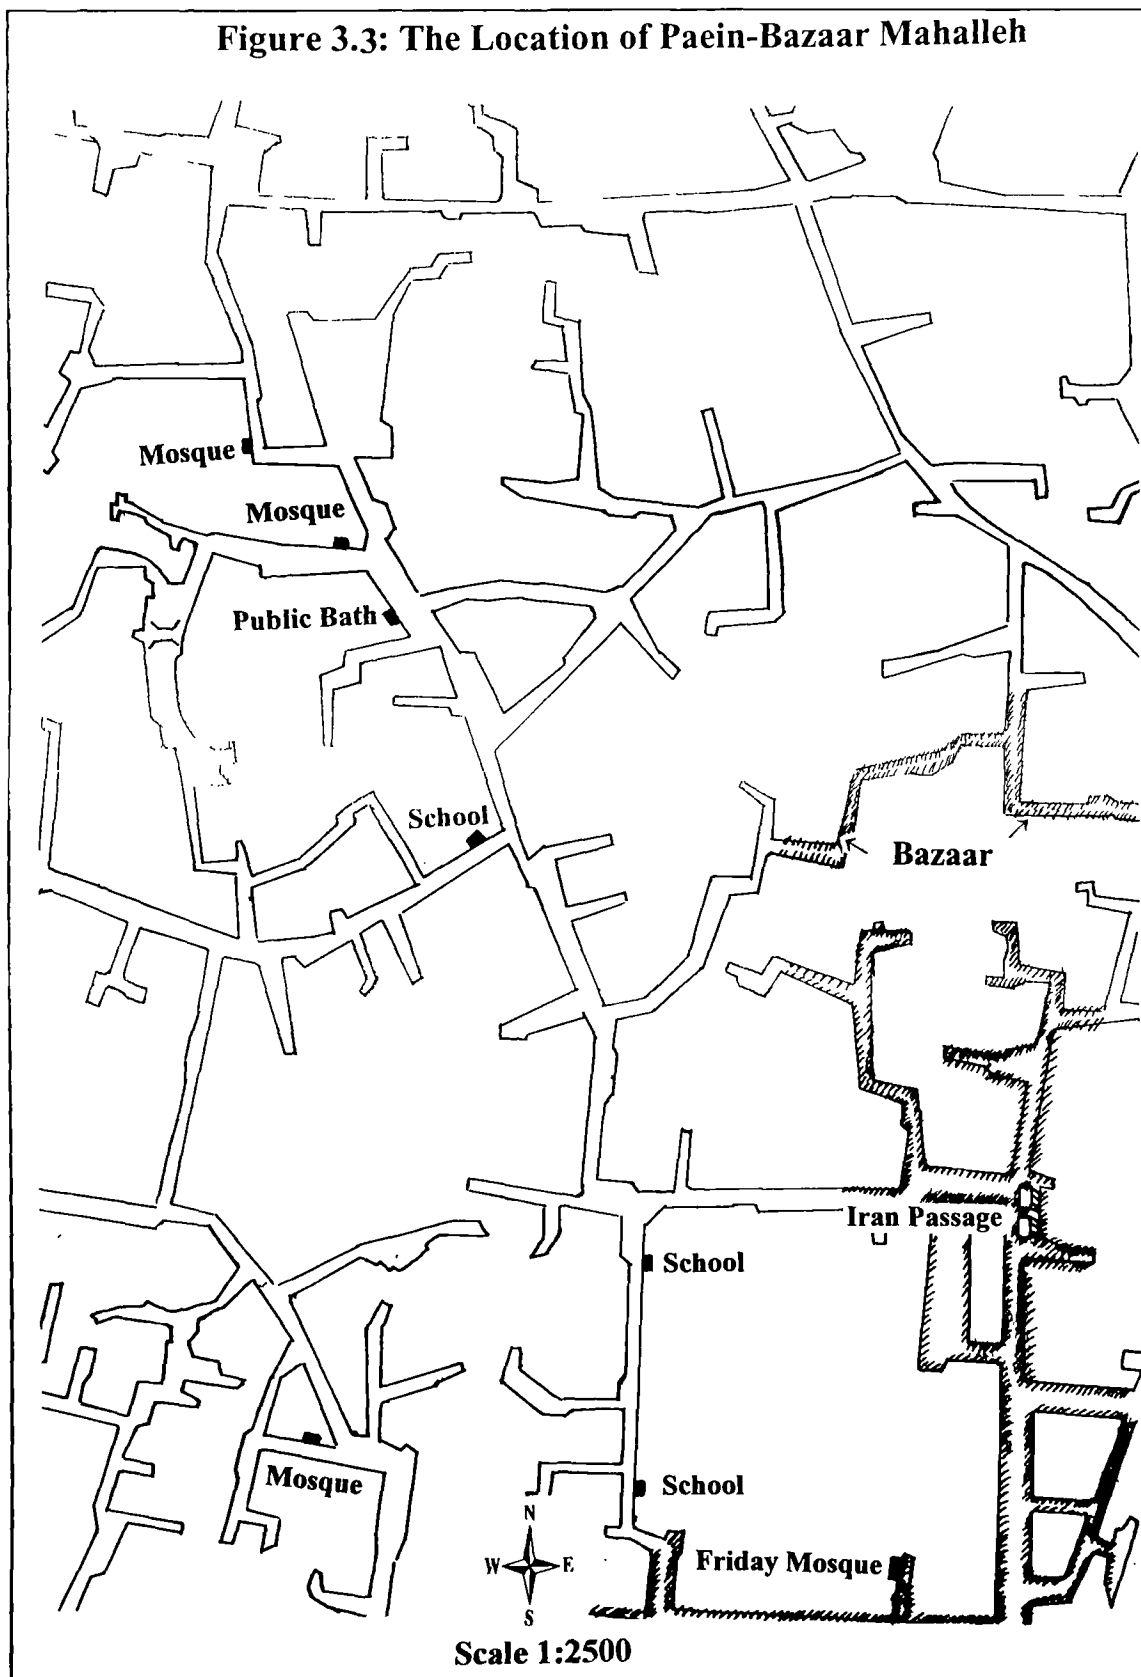 Figure 3.3: The Location of Paein-Bazaar Mahalleh
Mosque
Mosque
Public Bath
School
Bazaar
Iran Passage
School
Mosque
School
N
W E
S
Friday Mosque
Scale 1:2500